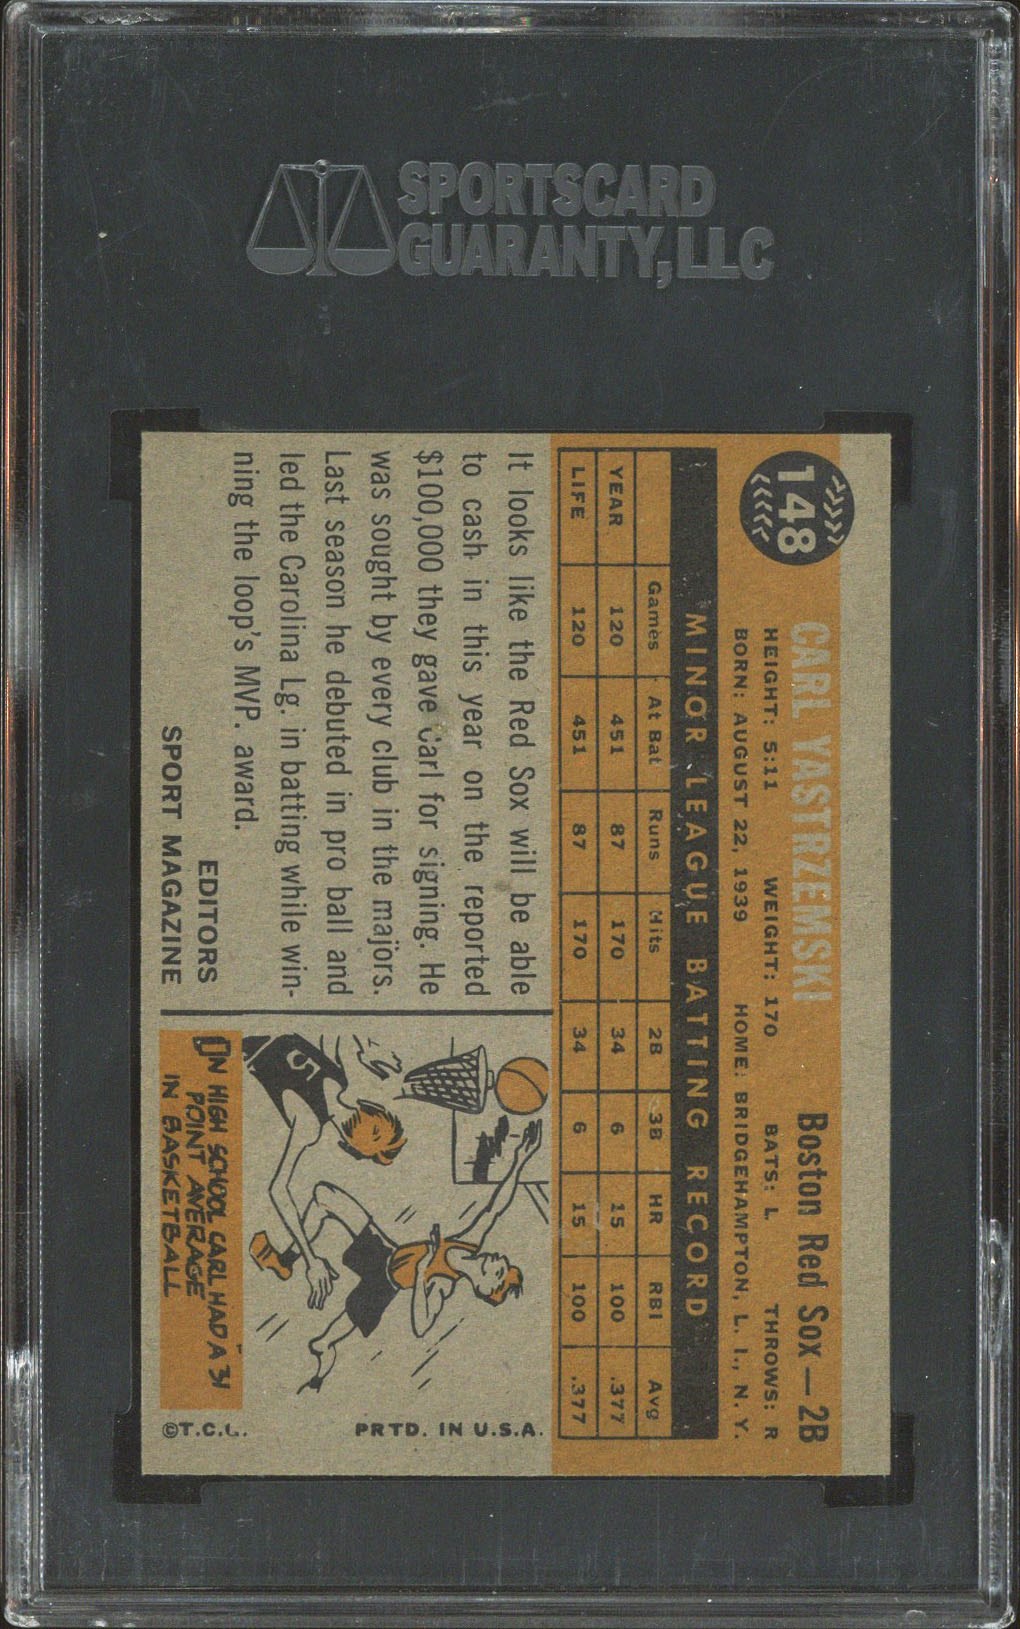 SPORTSCARD
GUARANTY, LLC
148
CARL YASTRZEMSKI Boston Red Sox — 2B
HEIGHT: 5:11 WEIGHT: 170 BATS: L THROWS: R
BORN: AUGUST 22, 1939 HOME: BRIDGEHAMPTON, L. I., N. Y.
MINOR LEAGUE BATTING RECORD
Games At Bat Runs Hits 2B 3B HR RBI Avg
YEAR 120 451 87 170 34 6 15 100 .377
LIFE 120 451 87 170 34 6 15 100 .377
It looks like the Red Sox will be able
to cash in this year on the reported
$100,000 they gave Carl for signing. He
was sought by every club in the majors.
Last season he debuted in pro ball and
led the Carolina Lg. in batting while win-
ning the loop's MVP. award.
EDITORS
SPORT MAGAZINE
5
IN HIGH SCHOOL CARL HAD A 31
POINT AVERAGE
IN BASKETBALL
PRTD. IN U.S.A.
©T.C.G.